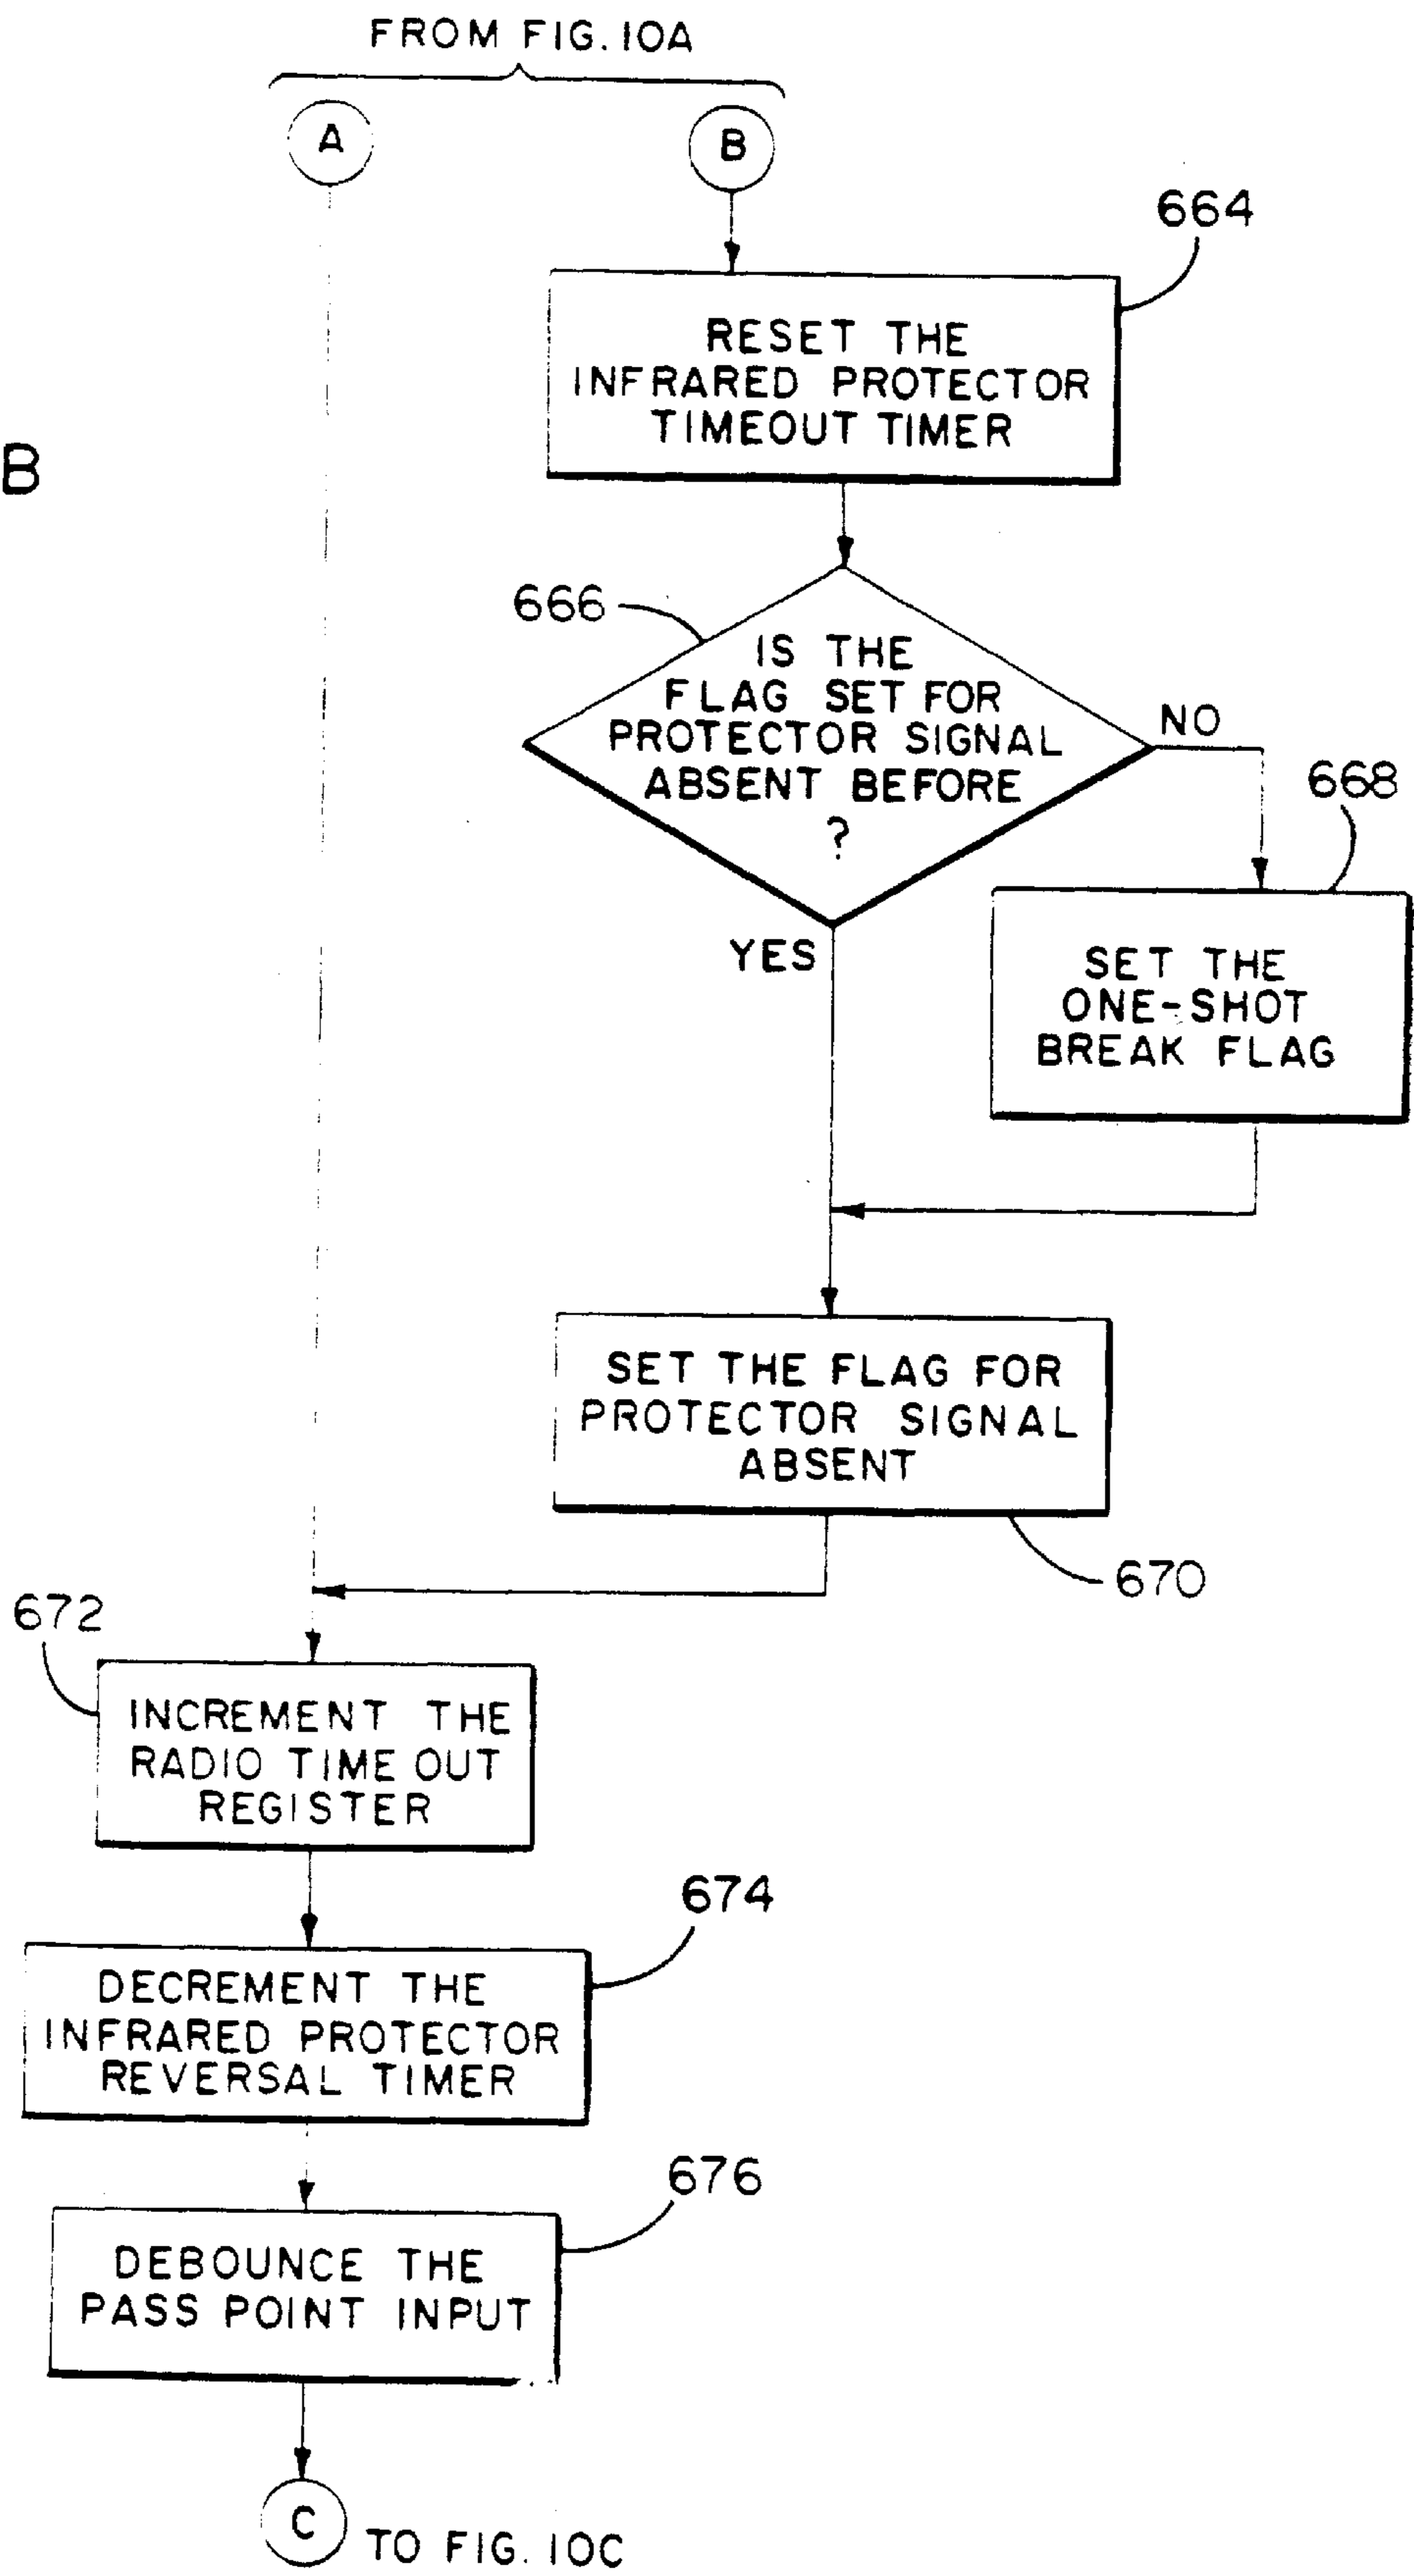 FROM FIG. 10A
A
B
664
RESET THE
INFRARED PROTECTOR
TIMEOUT TIMER
B
666
IS THE
FLAG SET FOR
PROTECTOR SIGNAL
ABSENT BEFORE
?
NO
668
YES
SET THE
ONE-SHOT
BREAK FLAG
SET THE FLAG FOR
PROTECTOR SIGNAL
ABSENT
670
672
INCREMENT THE
RADIO TIME OUT
REGISTER
674
DECREMENT THE
INFRARED PROTECTOR
REVERSAL TIMER
676
DEBOUNCE THE
PASS POINT INPUT
C
TO FIG. 10C